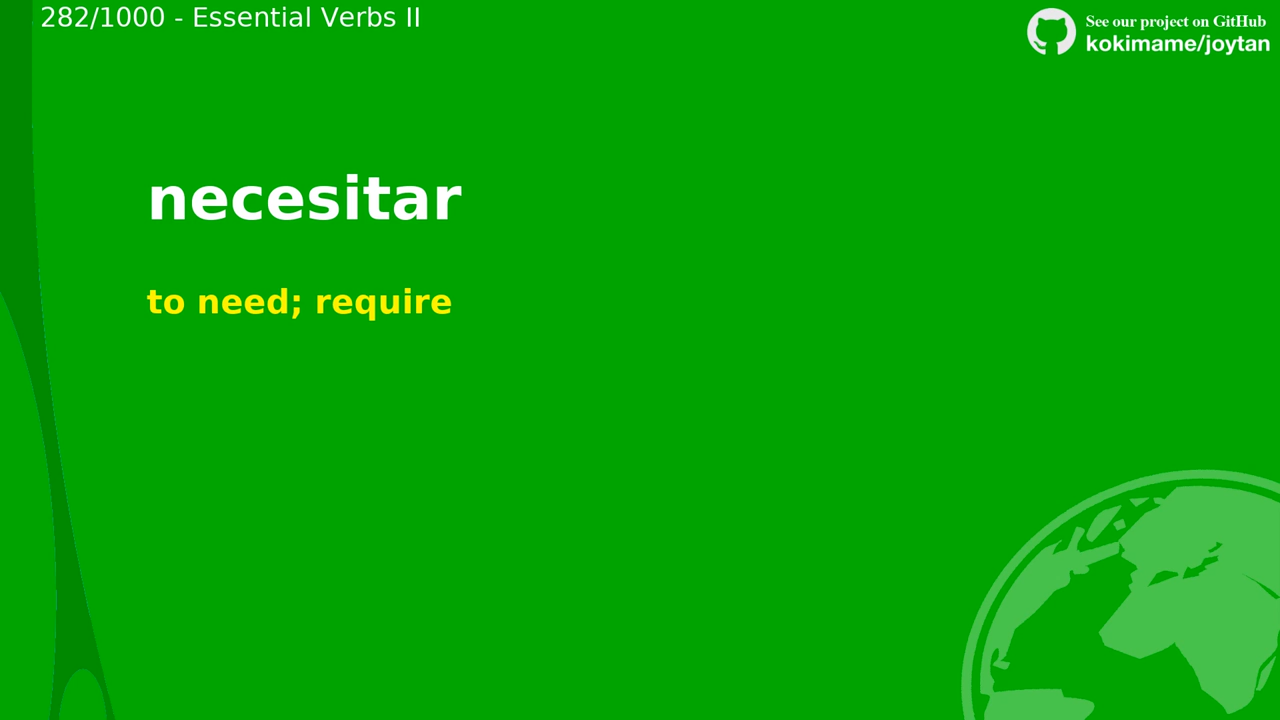 282/1000 - Essential Verbs II
See our project on GitHub
kokimame/joytan
necesitar
to need; require